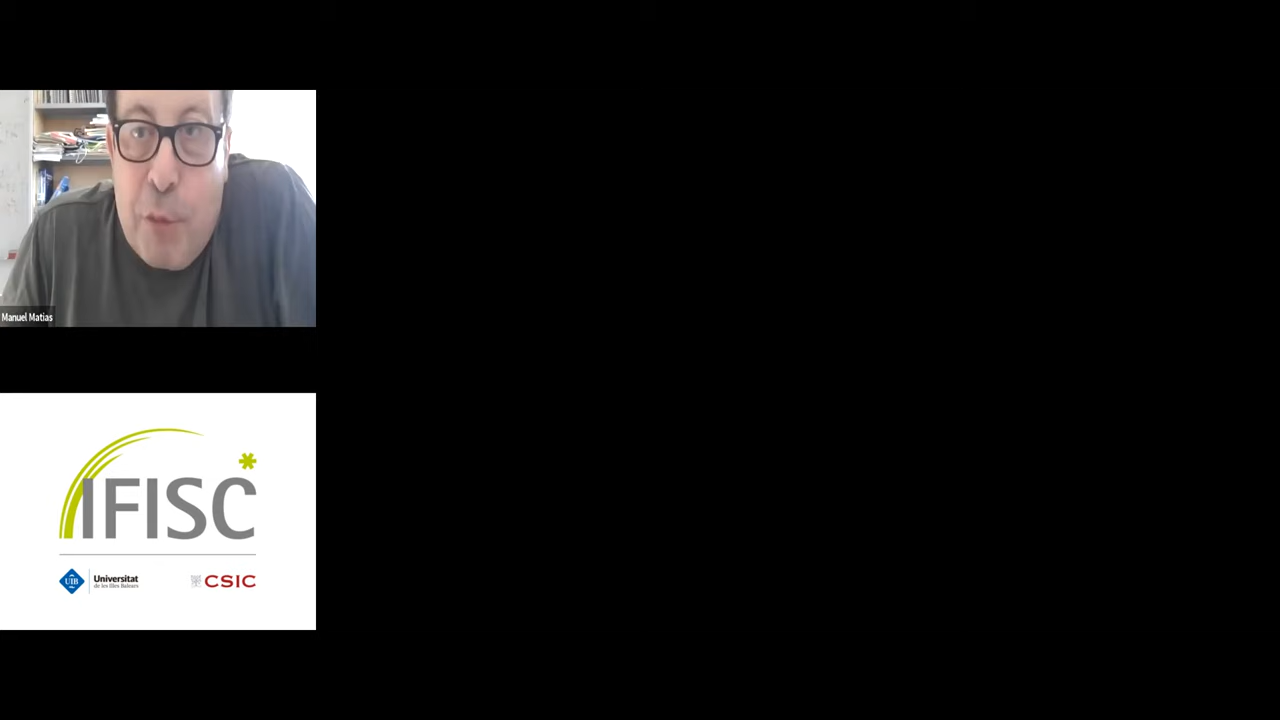 Manuel Matias
IFISC
UIB
Universitat
de les Illes Balears
CSIC